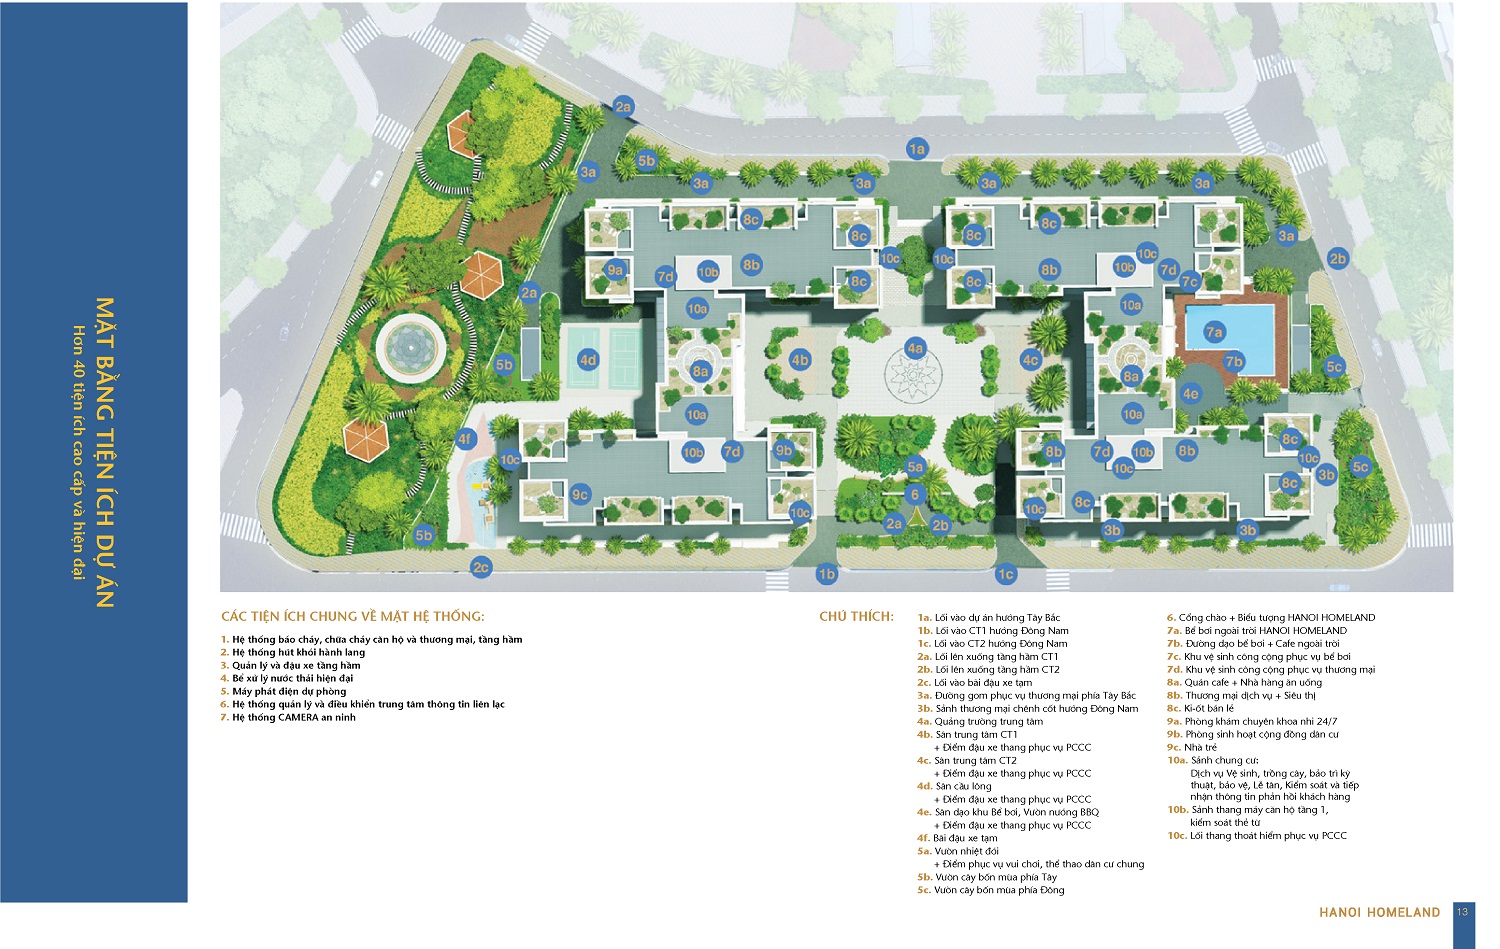 MẶT BẰNG TIỆN ÍCH DỰ ÁN
Hơn 40 tiện ích cao cấp và hiện đại
2a
1a
5b
3a
3a
3a
3a
3a
8c
8c
8c
8c
3a
2b
10c
10c
10c
9a
7d
10b
8b
8c
8c
8b
10b
7d
7c
2a
10a
10a
7a
4d
4b
4a
4c
7b
5b
8a
8a
5c
4e
10a
10a
4f
8c
10c
10b
7d
9b
8b
7d
10b
8b
10c
5a
10c
3b
5c
9c
6
8c
8c
10c
10c
2a
2b
3b
3b
5b
2c
1b
1c
CÁC TIỆN ÍCH CHUNG VỀ MẶT HỆ THỐNG:
1. Hệ thống báo cháy, chữa cháy căn hộ và thương mại, tầng hầm
2. Hệ thống hút khói hành lang
3. Quản lý và đậu xe tầng hầm
4. Bể xử lý nước thải hiện đại
5. Máy phát điện dự phòng
6. Hệ thống quản lý và điều khiển trung tâm thông tin liên lạc
7. Hệ thống CAMERA an ninh
CHÚ THÍCH:
1a. Lối vào dự án hướng Tây Bắc
1b. Lối vào CT1 hướng Đông Nam
1c. Lối vào CT2 hướng Đông Nam
2a. Lối lên xuống tầng hầm CT1
2b. Lối lên xuống tầng hầm CT2
2c. Lối vào bãi đậu xe tạm
3a. Đường gom phục vụ thương mại phía Tây Bắc
3b. Sảnh thương mại chênh cốt hướng Đông Nam
4a. Quảng trường trung tâm
4b. Sân trung tâm CT1
+ Điểm đậu xe thang phục vụ PCCC
4c. Sân trung tâm CT2
+ Điểm đậu xe thang phục vụ PCCC
4d. Sân cầu lông
+ Điểm đậu xe thang phục vụ PCCC
4e. Sân dạo khu Bể bơi, Vườn nướng BBQ
+ Điểm đậu xe thang phục vụ PCCC
4f. Bãi đậu xe tạm
5a. Vườn nhiệt đới
+ Điểm phục vụ vui chơi, thể thao dân cư chung
5b. Vườn cây bốn mùa phía Tây
5c. Vườn cây bốn mùa phía Đông
6. Cổng chào + Biểu tượng HANOI HOMELAND
7a. Bể bơi ngoài trời HANOI HOMELAND
7b. Đường dạo bể bơi + Cafe ngoài trời
7c. Khu vệ sinh công cộng phục vụ bể bơi
7d. Khu vệ sinh công cộng phục vụ thương mại
8a. Quán cafe + Nhà hàng ăn uống
8b. Thương mại dịch vụ + Siêu thị
8c. Ki-ốt bán lẻ
9a. Phòng khám chuyên khoa nhi 24/7
9b. Phòng sinh hoạt cộng đồng dân cư
9c. Nhà trẻ
10a. Sảnh chung cư:
Dịch vụ Vệ sinh, trồng cây, bảo trì kỹ
thuật, bảo vệ, Lễ tân, Kiểm soát và tiếp
nhận thông tin phản hồi khách hàng
10b. Sảnh thang máy căn hộ tầng 1,
kiểm soát thẻ từ
10c. Lối thang thoát hiểm phục vụ PCCC
HANOI HOMELAND
13